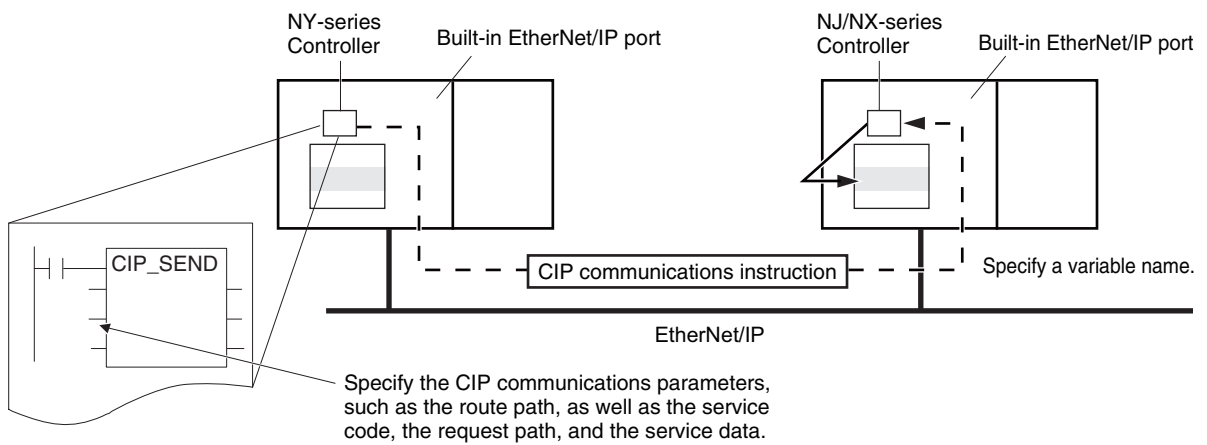 NY-series
Controller
Built-in EtherNet/IP port
NJ/NX-series
Controller
Built-in EtherNet/IP port
CIP_SEND
CIP communications instruction
Specify a variable name.
EtherNet/IP
Specify the CIP communications parameters,
such as the route path, as well as the service
code, the request path, and the service data.